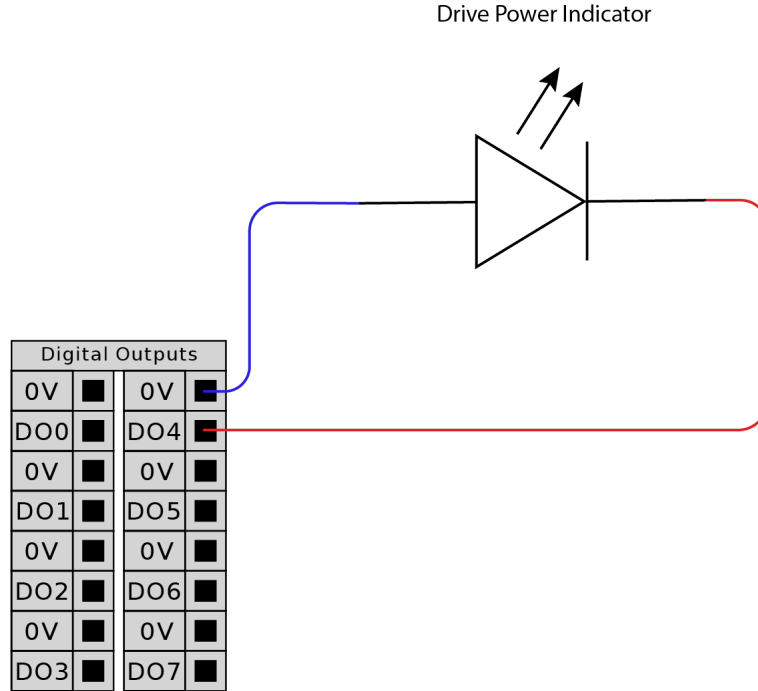 Drive Power Indicator
Digital Outputs
0V 0V
DO0 DO4
0V 0V
DO1 DO5
0V 0V
DO2 DO6
0V 0V
DO3 DO7